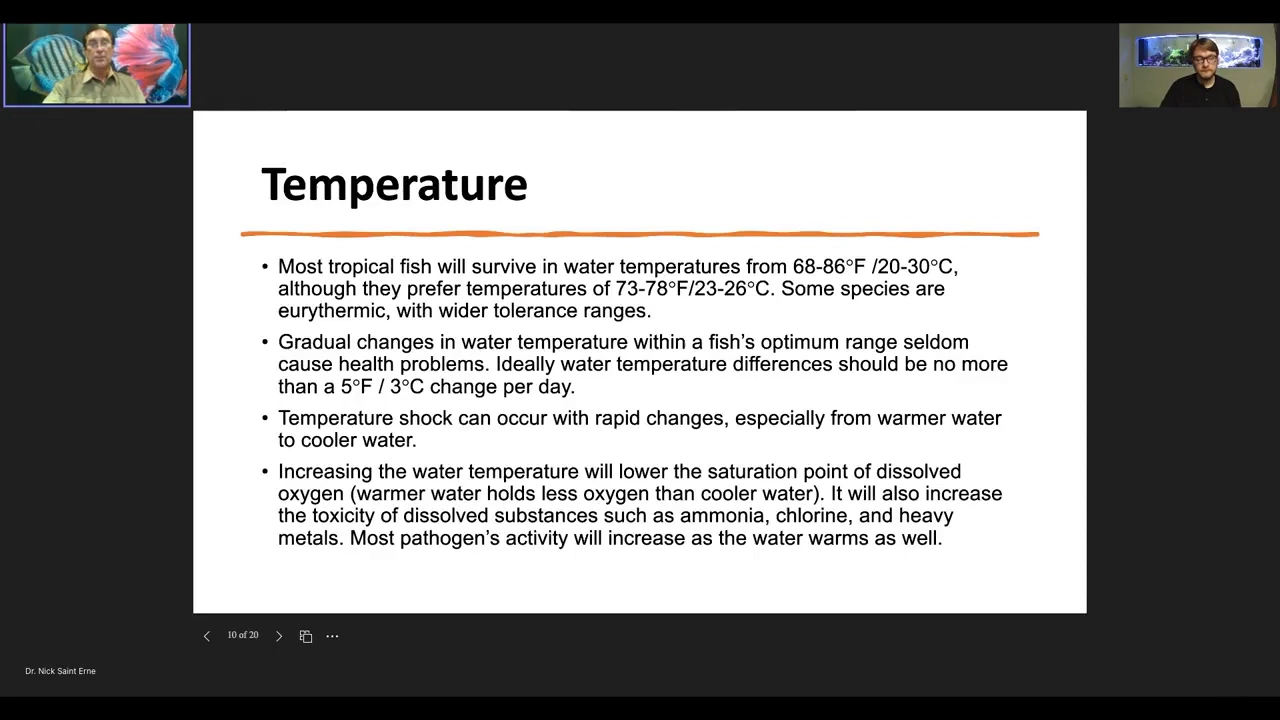 Temperature
• Most tropical fish will survive in water temperatures from 68-86°F /20-30°C,
although they prefer temperatures of 73-78°F/23-26°C. Some species are
eurythermic, with wider tolerance ranges.
• Gradual changes in water temperature within a fish's optimum range seldom
cause health problems. Ideally water temperature differences should be no more
than a 5°F / 3°C change per day.
• Temperature shock can occur with rapid changes, especially from warmer water
to cooler water.
• Increasing the water temperature will lower the saturation point of dissolved
oxygen (warmer water holds less oxygen than cooler water). It will also increase
the toxicity of dissolved substances such as ammonia, chlorine, and heavy
metals. Most pathogen's activity will increase as the water warms as well.
10 of 20
Dr. Nick Saint Erne